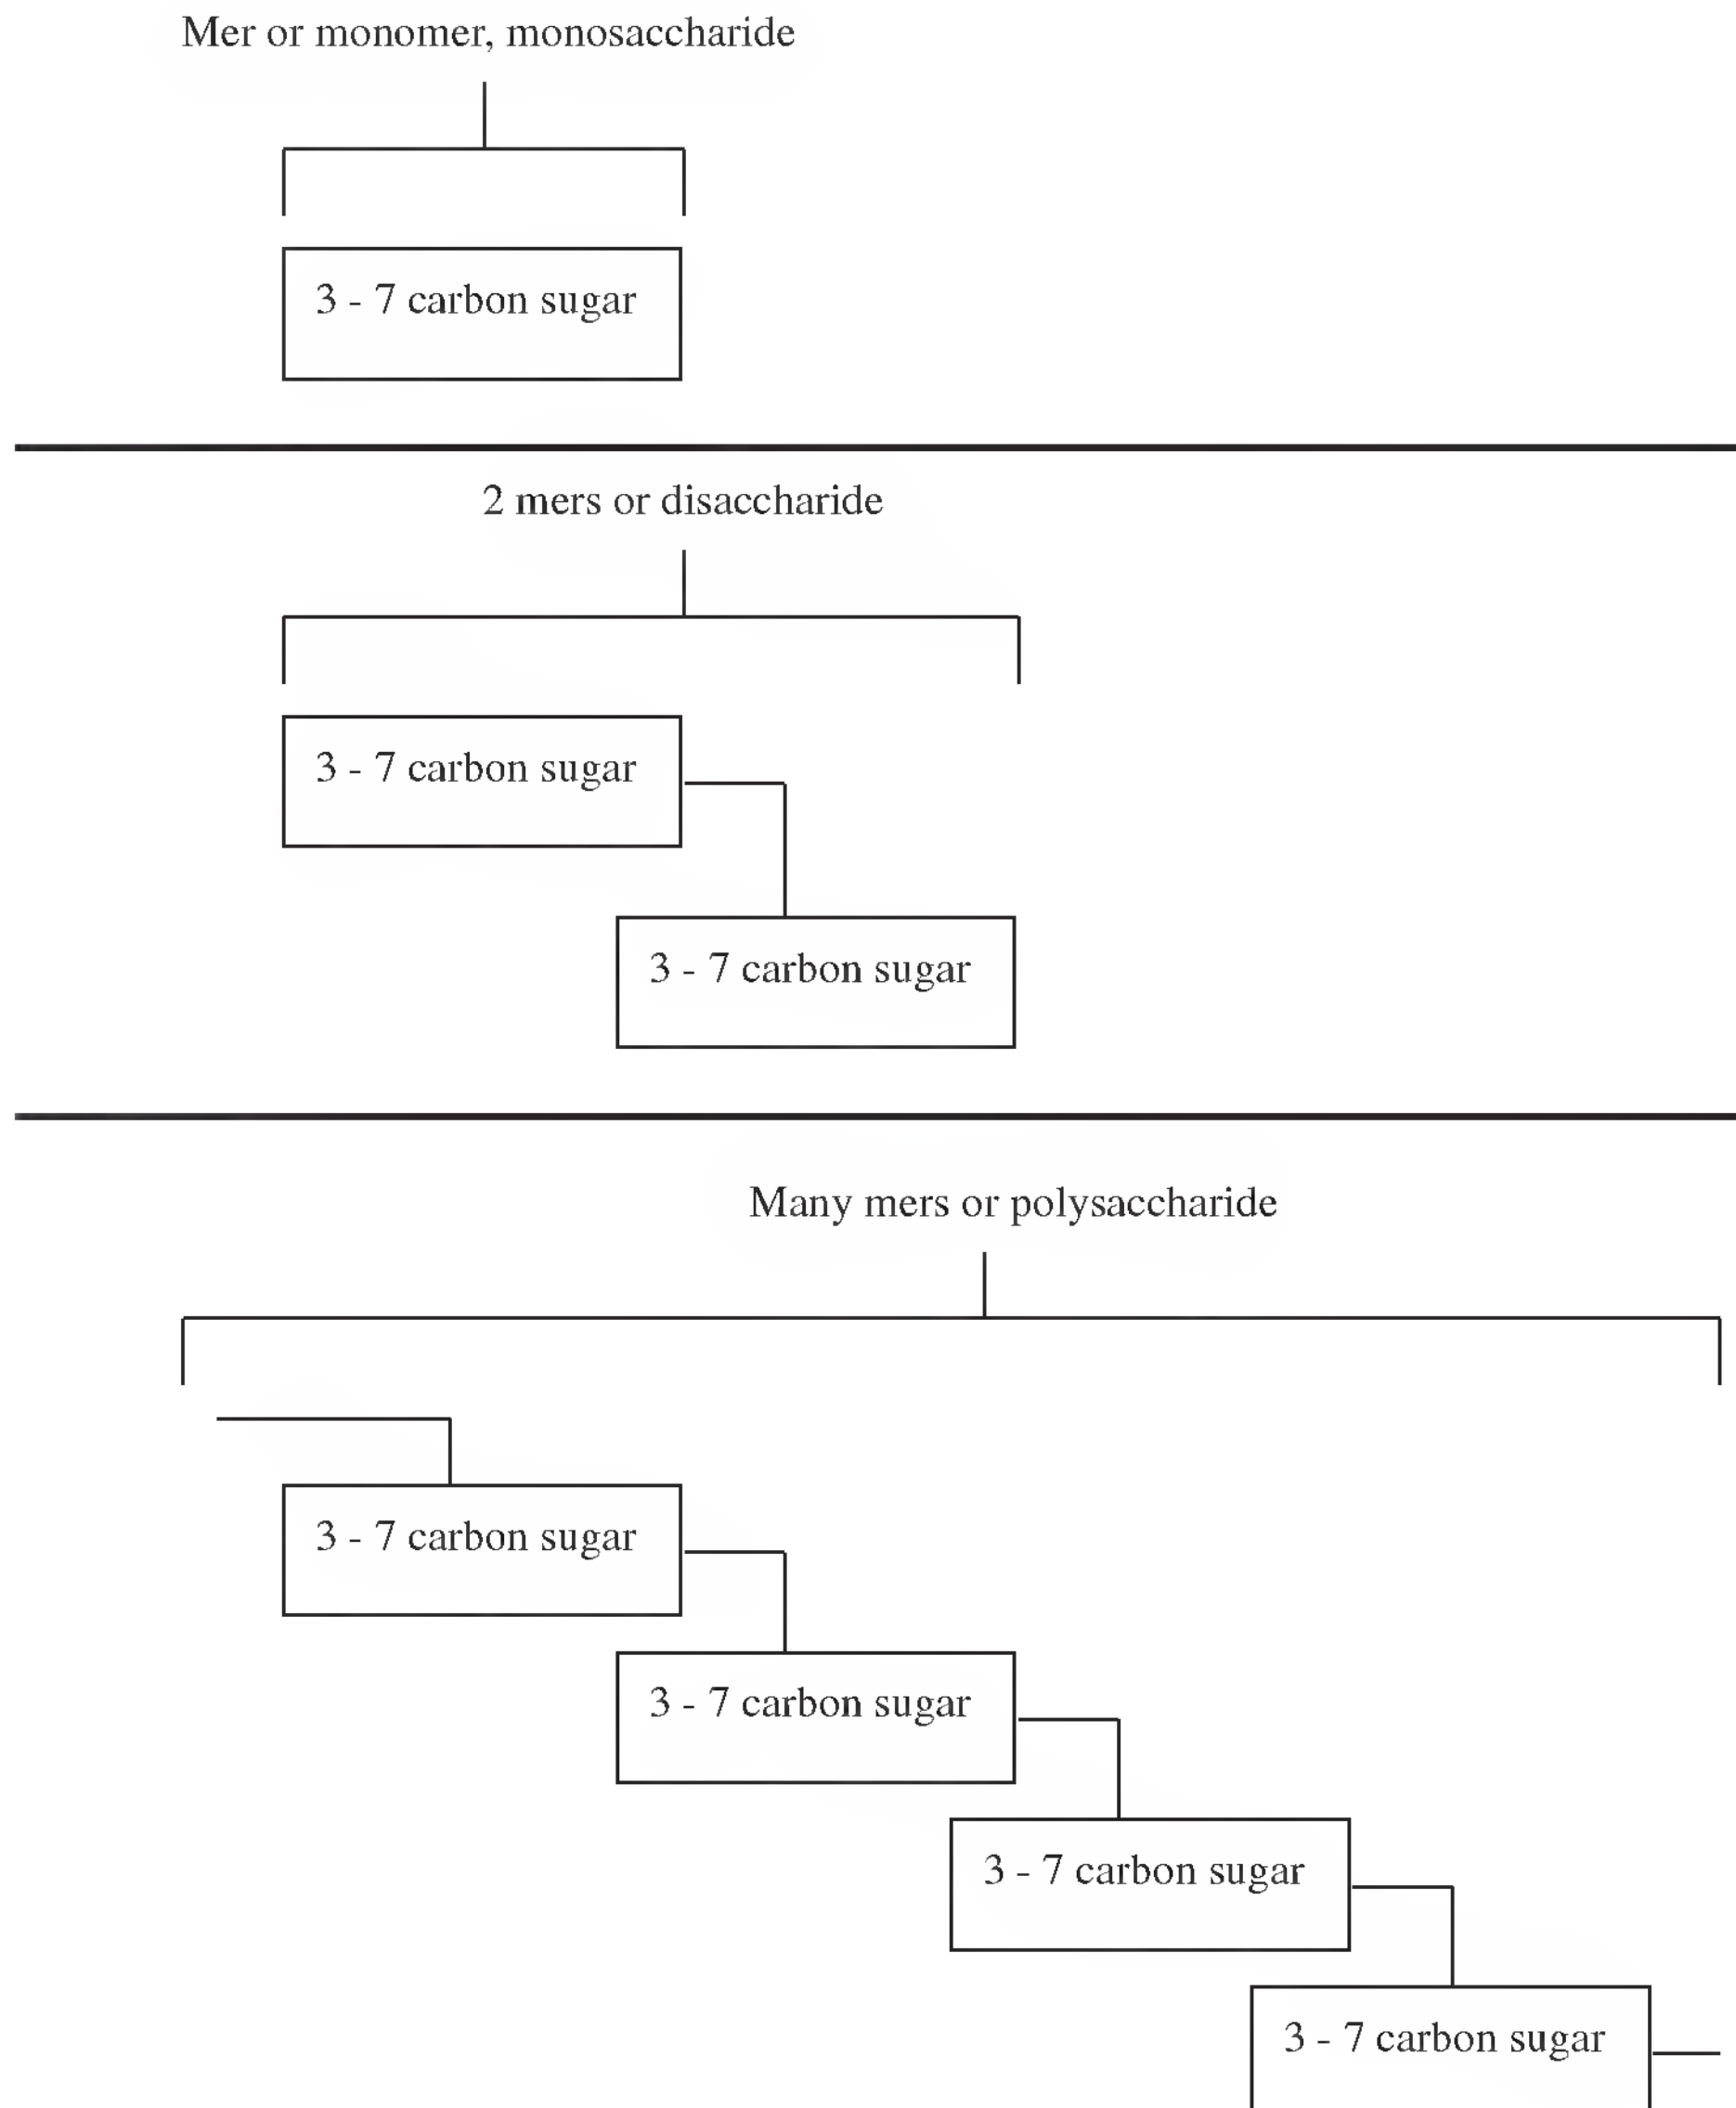 Mer or monomer, monosaccharide
3 - 7 carbon sugar
2 mers or disaccharide
3 - 7 carbon sugar
3 - 7 carbon sugar
Many mers or polysaccharide
3 - 7 carbon sugar
3 - 7 carbon sugar
3 - 7 carbon sugar
3 - 7 carbon sugar